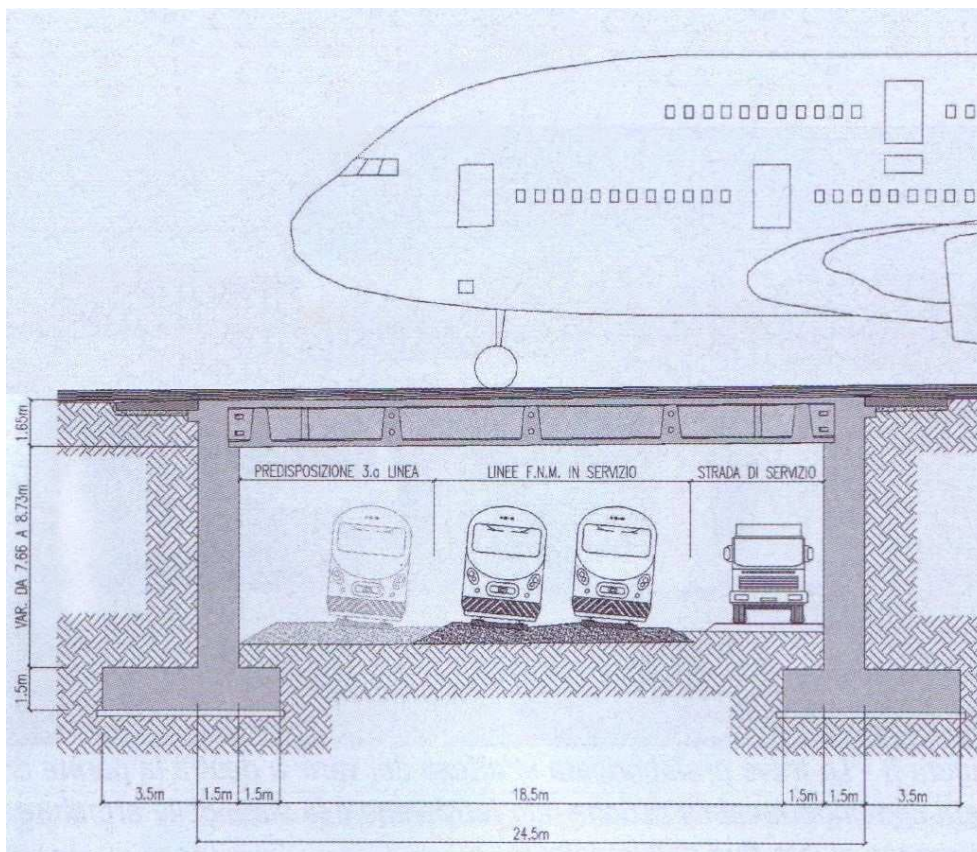 1.65m
PREDISPOSIZIONE 3.a LINEA
LINEE F.N.M. IN SERVIZIO
STRADA DI SERVIZIO
VAR. DA 7.66 A 8.73m
1.5m
3.5m
1.5m
1.5m
18.5m
1.5m
1.5m
3.5m
24.5m